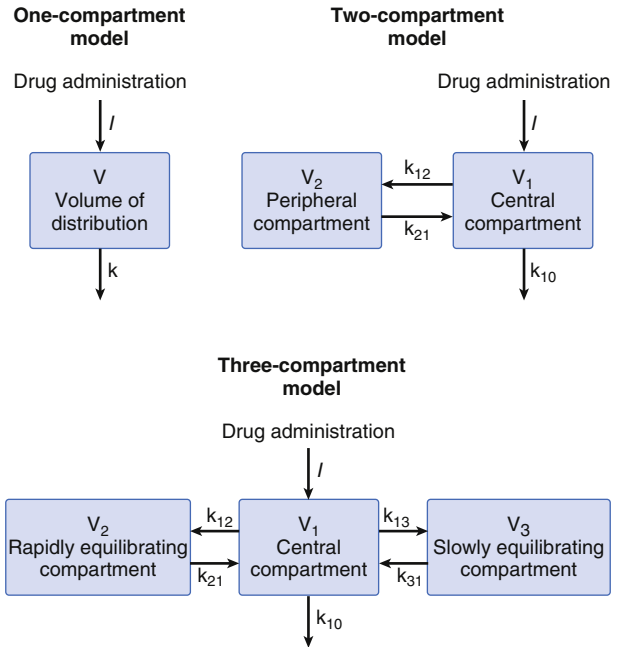 One-compartment
model
Drug administration
I
V
Volume of
distribution
k
Two-compartment
model
Drug administration
I
V2
Peripheral
compartment
k12
k21
V1
Central
compartment
k10
Three-compartment
model
Drug administration
I
V2
Rapidly equilibrating
compartment
k12
k21
V1
Central
compartment
k13
k31
V3
Slowly equilibrating
compartment
k10